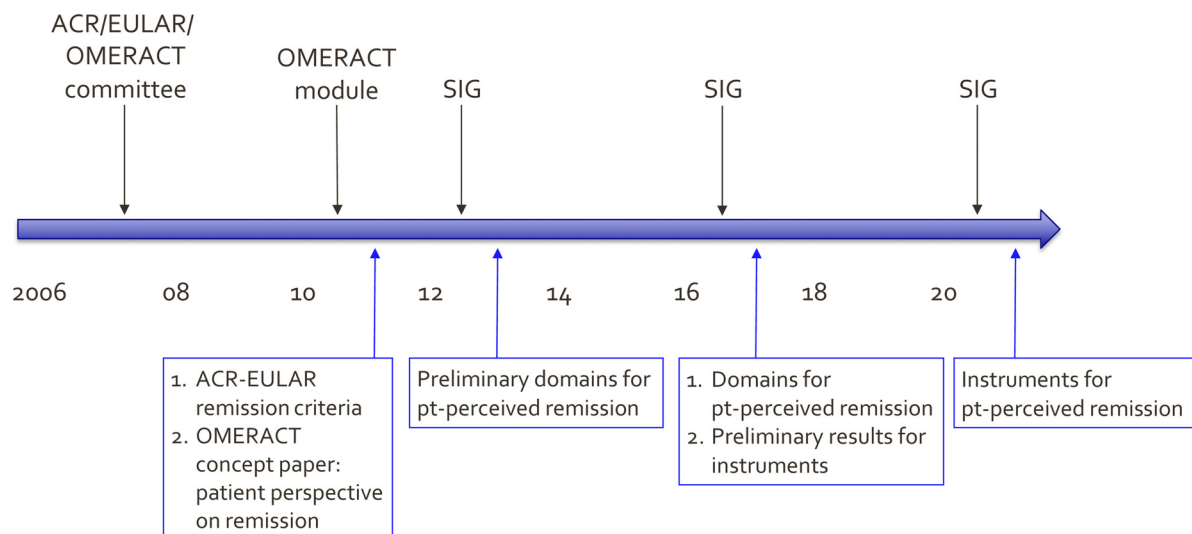 ACR/EULAR/
OMERACT
committee
OMERACT
module
SIG
SIG
SIG
2006
08
10
12
14
16
18
20
1. ACR-EULAR
remission criteria
2. OMERACT
concept paper:
patient perspective
on remission
Preliminary domains for
pt-perceived remission
1. Domains for
pt-perceived remission
2. Preliminary results for
instruments
Instruments for
pt-perceived remission